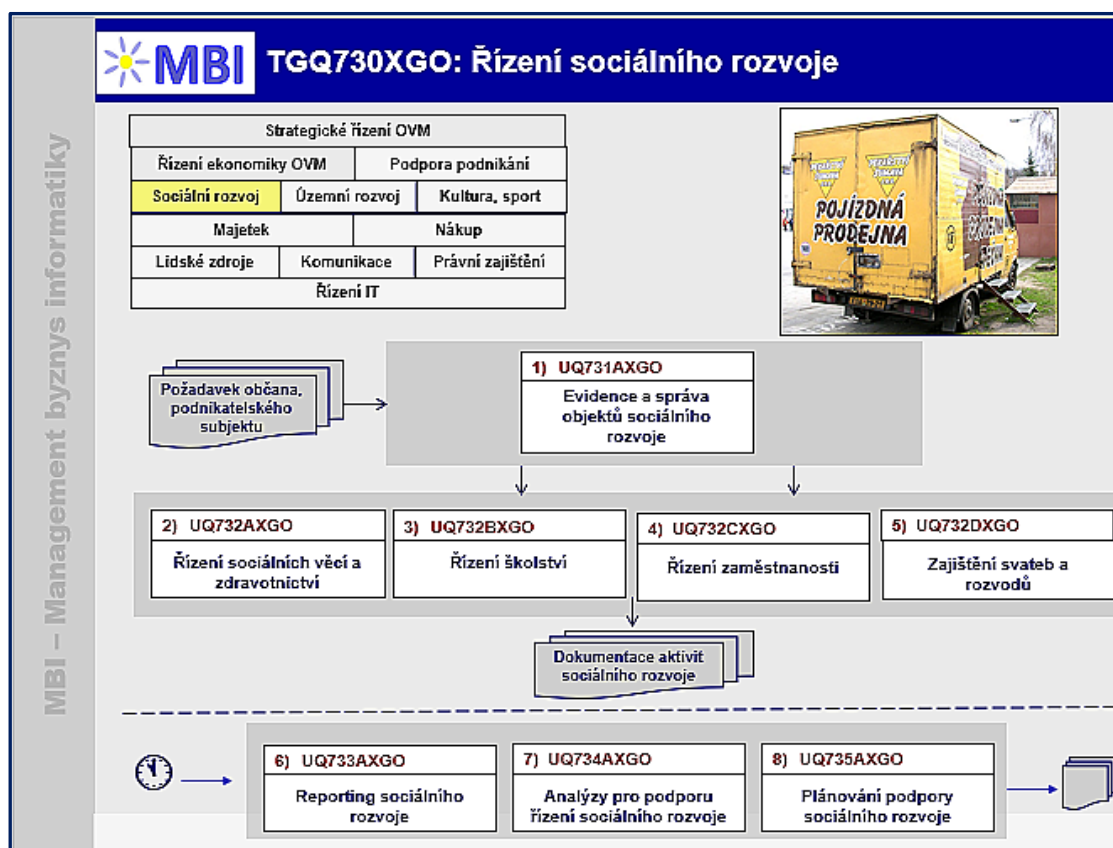 MBI
TGQ730XGO: Řízení sociálního rozvoje
MBI – Management byznys informatiky
Strategické řízení OVM
Řízení ekonomiky OVM
Podpora podnikání
Sociální rozvoj
Územní rozvoj
Kultura, sport
Majetek
Nákup
Lidské zdroje
Komunikace
Právní zajištění
Řízení IT
POJÍZDNÁ
PRODEJNA
Požadavek občana,
podnikatelského
subjektu
1) UQ731AXGO
Evidence a správa
objektů sociálního
rozvoje
2) UQ732AXGO
Řízení sociálních věcí a
zdravotnictví
3) UQ732BXGO
Řízení školství
4) UQ732CXGO
Řízení zaměstnanosti
5) UQ732DXGO
Zajištění svateb a
rozvodů
Dokumentace aktivit
sociálního rozvoje
6) UQ733AXGO
Reporting sociálního
rozvoje
7) UQ734AXGO
Analýzy pro podporu
řízení sociálního rozvoje
8) UQ735AXGO
Plánování podpory
sociálního rozvoje